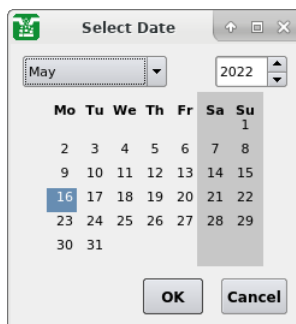 Select Date
May 2022
Mo Tu We Th Fr Sa Su
1
2 3 4 5 6 7 8
9 10 11 12 13 14 15
16 17 18 19 20 21 22
23 24 25 26 27 28 29
30 31
OK Cancel